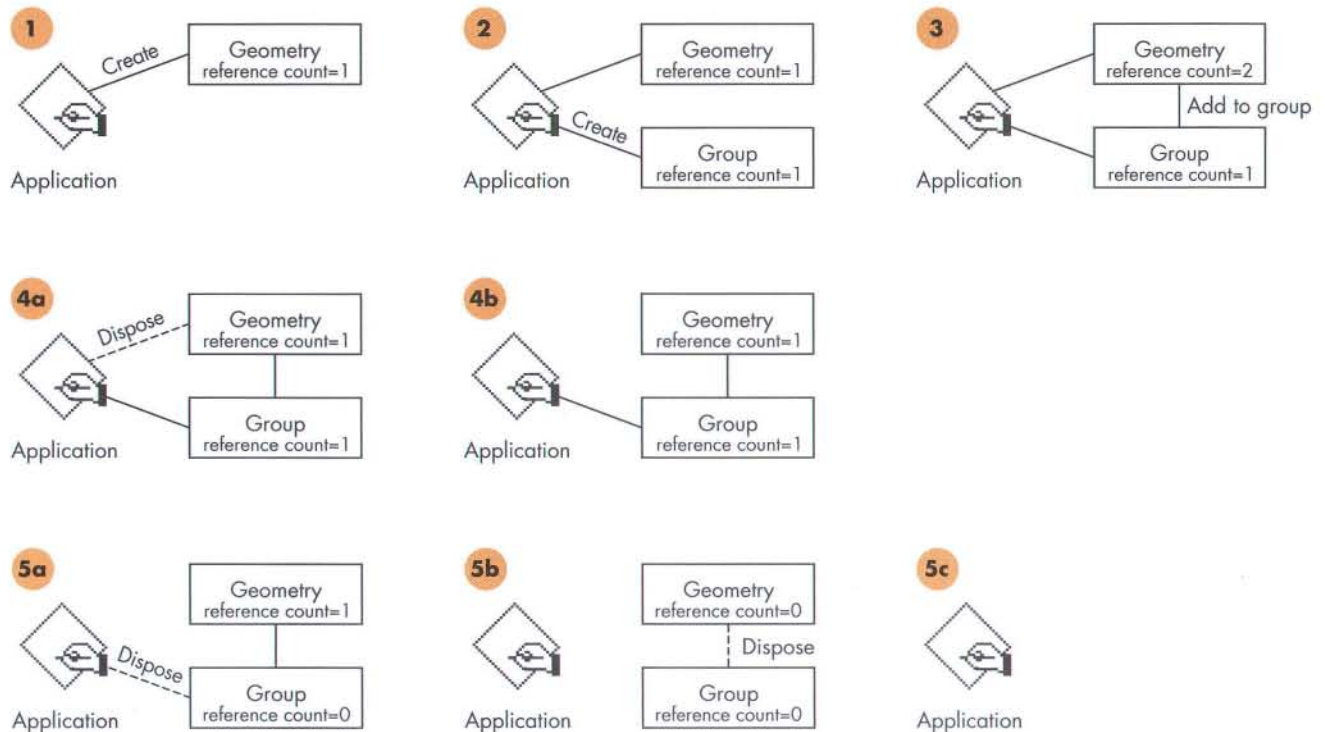 1
Create
Geometry
reference count=1
Application
2
Geometry
reference count=1
Create
Group
reference count=1
Application
3
Geometry
reference count=2
Add to group
Group
reference count=1
Application
4a
Dispose
Geometry
reference count=1
Group
reference count=1
Application
4b
Geometry
reference count=1
Group
reference count=1
Application
5a
Geometry
reference count=1
Dispose
Group
reference count=0
Application
5b
Geometry
reference count=0
Dispose
Group
reference count=0
Application
5c
Application